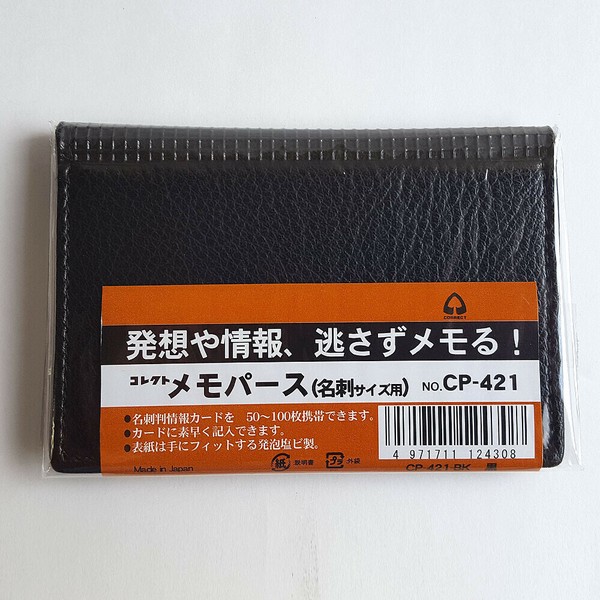 CORRECT
発想や情報、逃さずメモる！
コレクト メモパース(名刺サイズ用) NO.CP-421
●名刺判情報カードを 50〜100枚携帯できます。
●カードに素早く記入できます。
●表紙は手にフィットする発泡塩ビ製。
Made in Japan 紙 説明書 プラ 外袋
4 971711 124308
CP-421-BK 黒